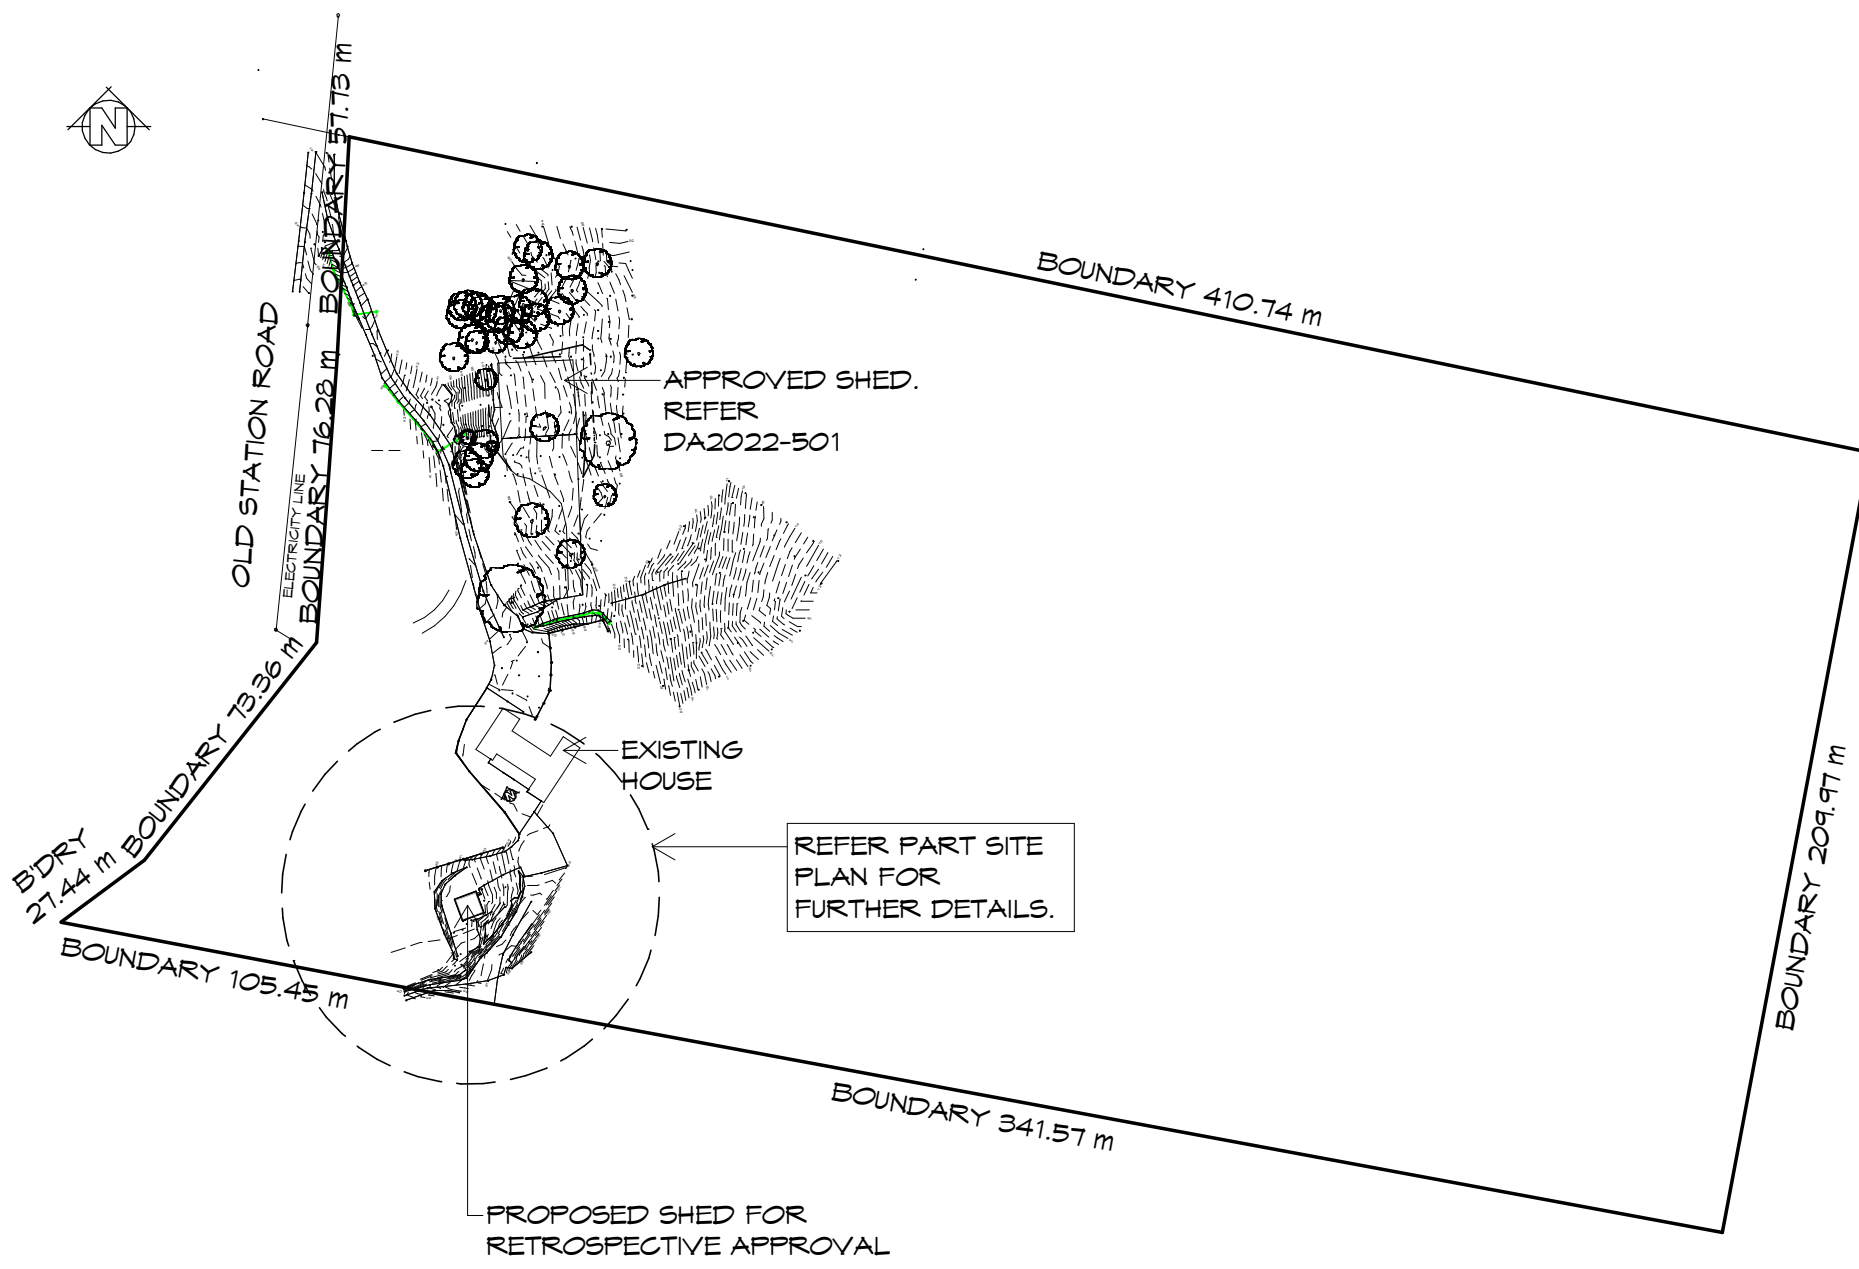 N
BOUNDARY 57.73 m
BOUNDARY 410.74 m
OLD STATION ROAD
ELECTRICITY LINE
BOUNDARY 76.28 m
APPROVED SHED.
REFER
DA2022-501
BOUNDARY 73.36 m
EXISTING
HOUSE
B'DRY
27.44 m
REFER PART SITE
PLAN FOR
FURTHER DETAILS.
BOUNDARY 209.97 m
BOUNDARY 105.45 m
BOUNDARY 341.57 m
PROPOSED SHED FOR
RETROSPECTIVE APPROVAL